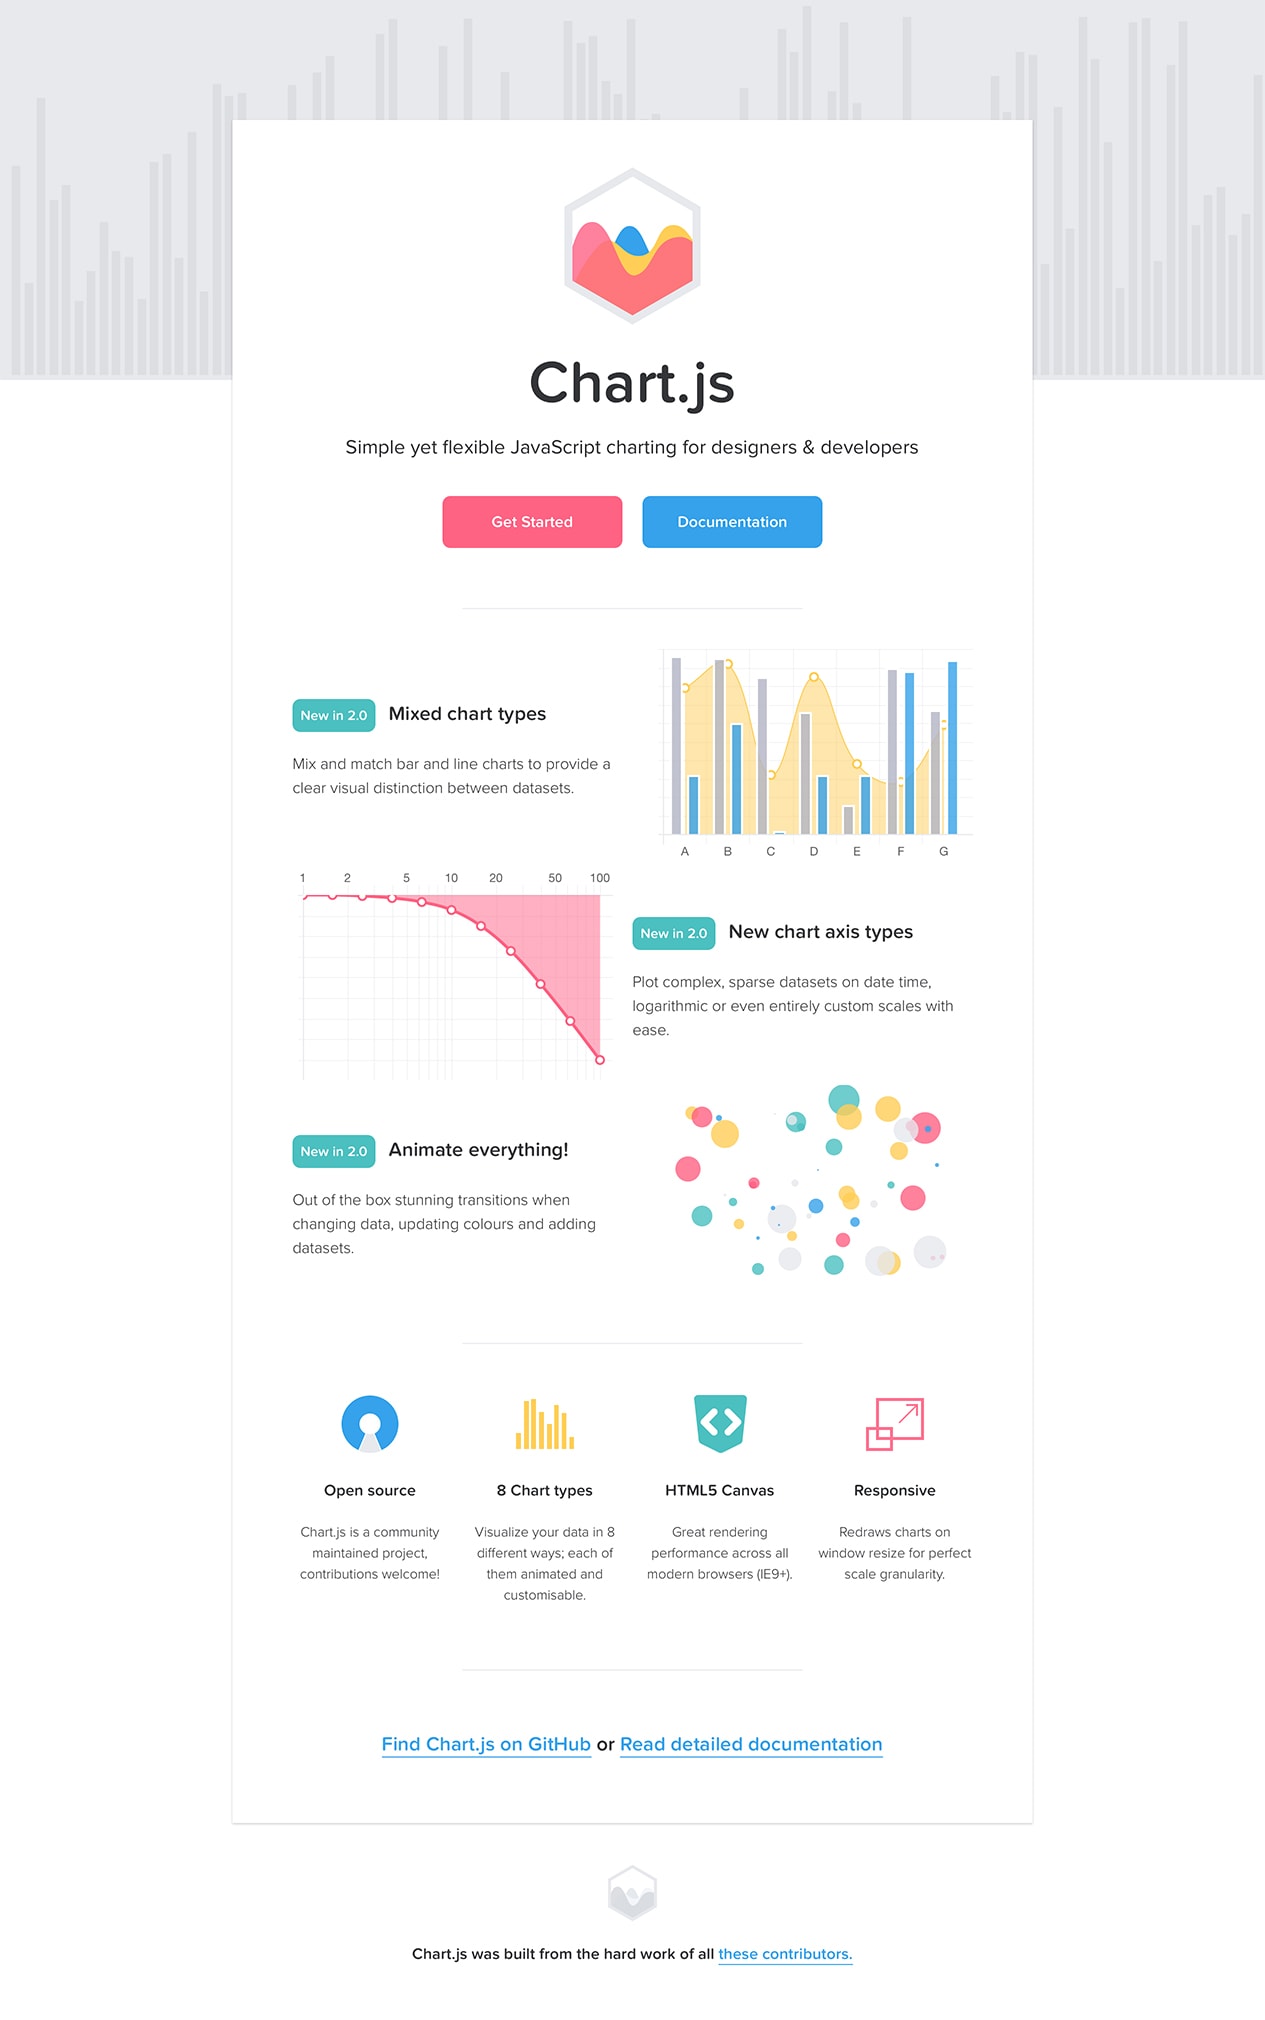 Chart.js
Simple yet flexible JavaScript charting for designers & developers
Get Started
Documentation
New in 2.0
Mixed chart types
Mix and match bar and line charts to provide a
clear visual distinction between datasets.
A B C D E F G
1 2 5 10 20 50 100
New in 2.0
New chart axis types
Plot complex, sparse datasets on date time,
logarithmic or even entirely custom scales with
ease.
New in 2.0
Animate everything!
Out of the box stunning transitions when
changing data, updating colours and adding
datasets.
Open source
Chart.js is a community
maintained project,
contributions welcome!
8 Chart types
Visualize your data in 8
different ways; each of
them animated and
customisable.
HTML5 Canvas
Great rendering
performance across all
modern browsers (IE9+).
Responsive
Redraws charts on
window resize for perfect
scale granularity.
Find Chart.js on GitHub or Read detailed documentation
Chart.js was built from the hard work of all these contributors.